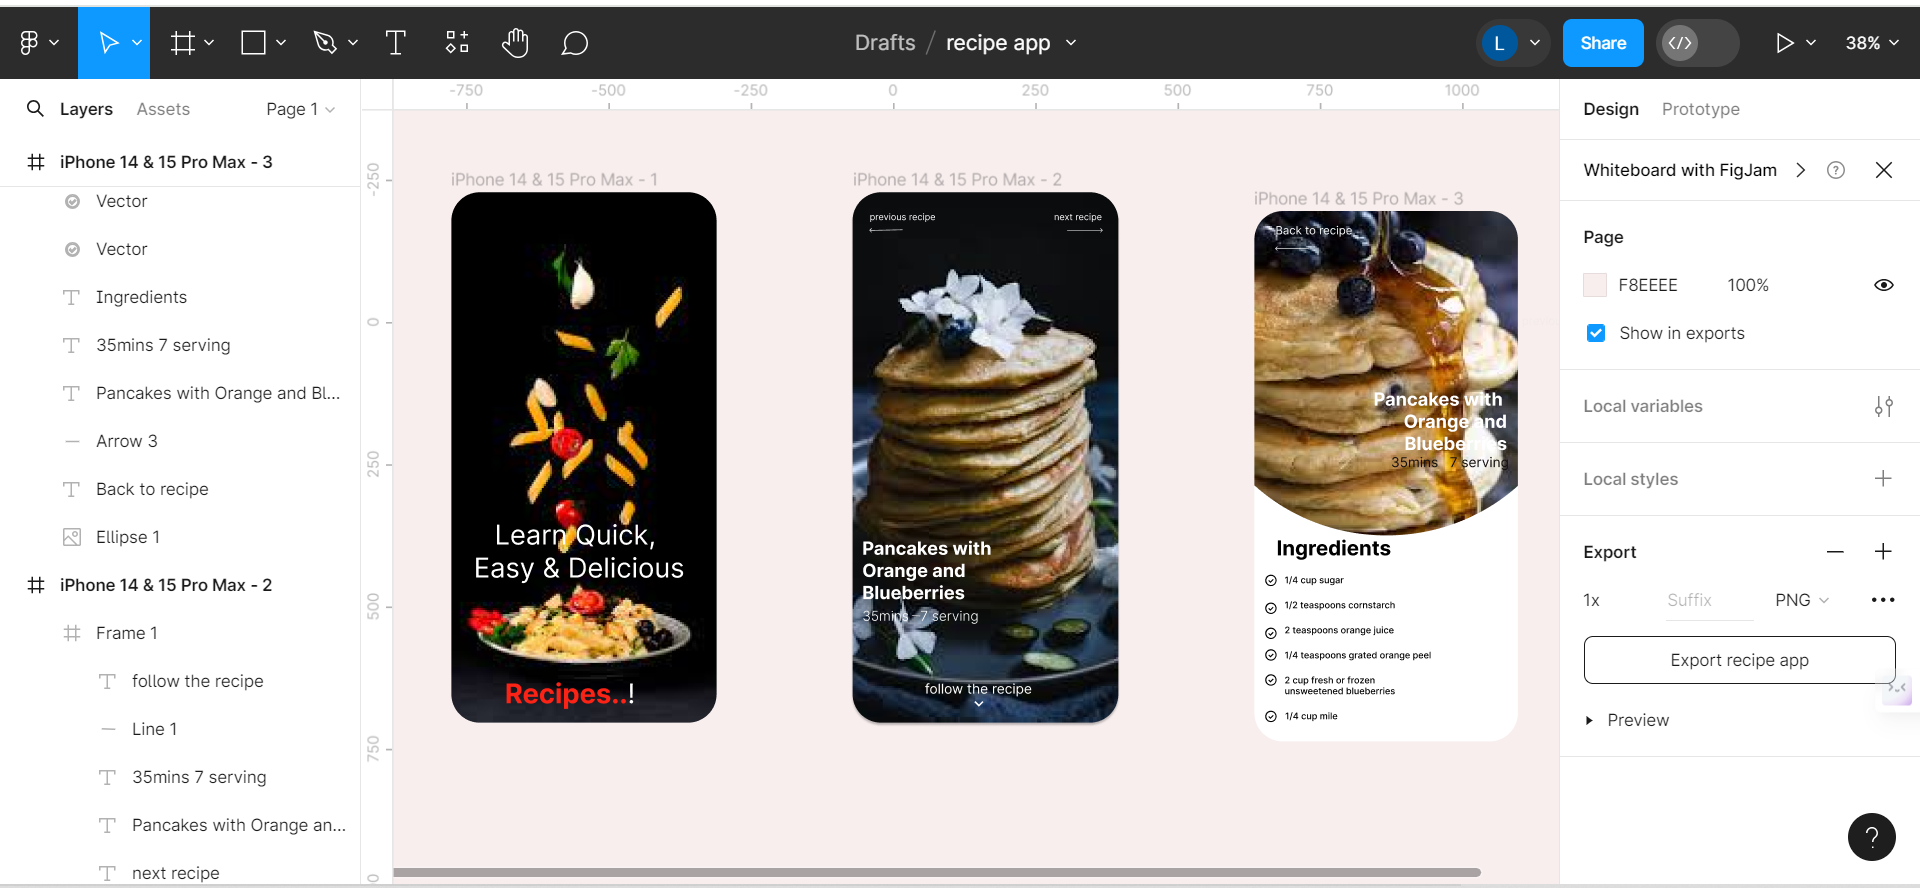 Drafts / recipe app
L
Share
38%
Layers
Assets
Page 1
iPhone 14 & 15 Pro Max - 3
Vector
Vector
Ingredients
35mins 7 serving
Pancakes with Orange and Bl...
Arrow 3
Back to recipe
Ellipse 1
iPhone 14 & 15 Pro Max - 2
Frame 1
follow the recipe
Line 1
35mins 7 serving
Pancakes with Orange an...
next recipe
-750
-500
-250
0
250
500
750
1000
-250
0
250
500
750
iPhone 14 & 15 Pro Max - 1
Learn Quick,
Easy & Delicious
Recipes..!
iPhone 14 & 15 Pro Max - 2
previous recipe
next recipe
Pancakes with
Orange and
Blueberries
35mins 7 serving
follow the recipe
iPhone 14 & 15 Pro Max - 3
Back to recipe
Pancakes with
Orange and
Blueberries
35mins 7 serving
Ingredients
1/4 cup sugar
1/2 teaspoons cornstarch
2 teaspoons orange juice
1/4 teaspoons grated orange peel
2 cup fresh or frozen
unsweetened blueberries
1/4 cup mile
Design
Prototype
Whiteboard with FigJam
?
Page
F8EEEE
100%
Show in exports
Local variables
Local styles
Export
1x
Suffix
PNG
Export recipe app
Preview
?